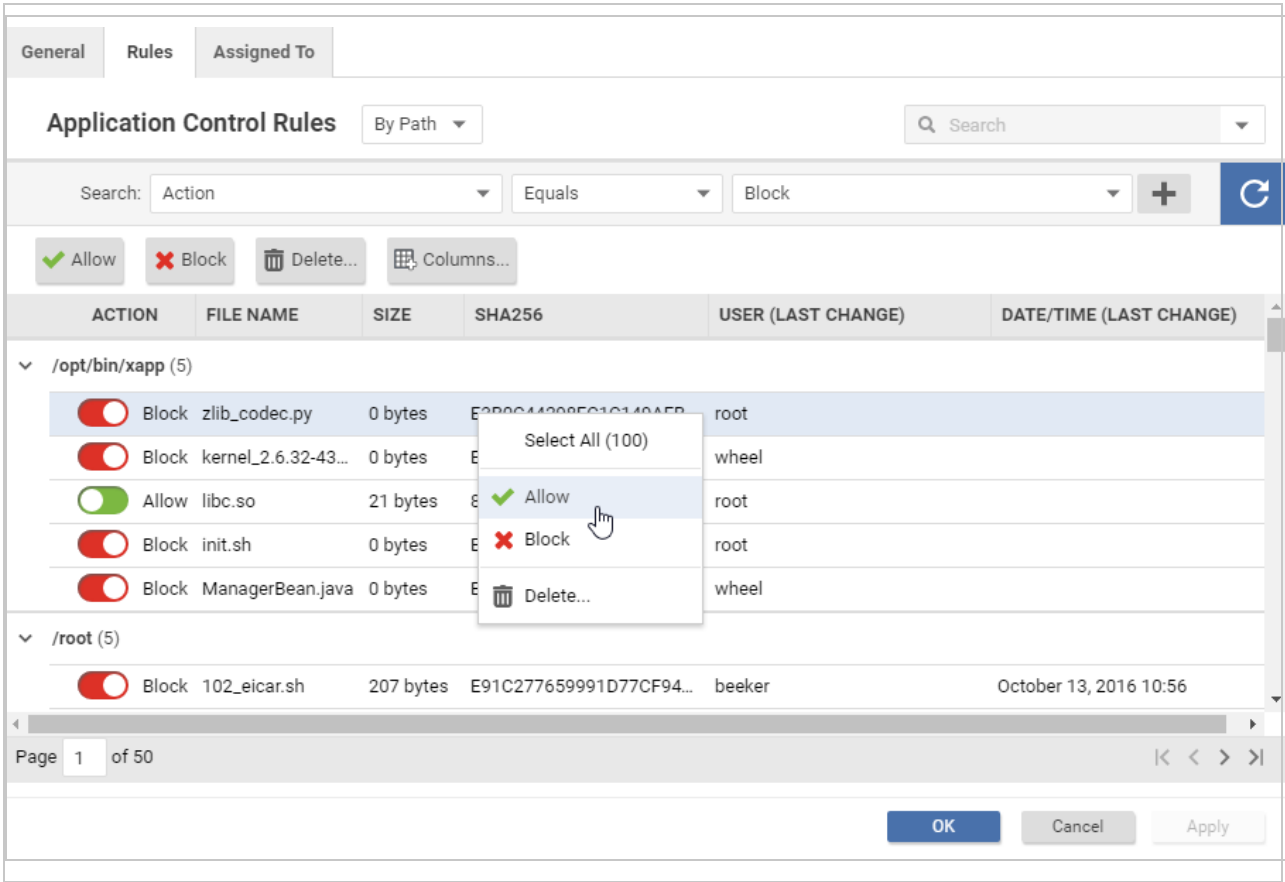 General Rules Assigned To
Application Control Rules By Path Search
Search: Action Equals Block
Allow Block Delete... Columns...
ACTION FILE NAME SIZE SHA256 USER (LAST CHANGE) DATE/TIME (LAST CHANGE)
/opt/bin/xapp (5)
Block zlib_codec.py 0 bytes root
Select All (100)
Block kernel_2.6.32-43... 0 bytes E wheel
Allow
Allow libc.so 21 bytes 8 root
Block
Block init.sh 0 bytes E root
Delete...
Block ManagerBean.java 0 bytes E wheel
/root (5)
Block 102_eicar.sh 207 bytes E91C277659991D77CF94... beeker October 13, 2016 10:56
Page 1 of 50
OK Cancel Apply